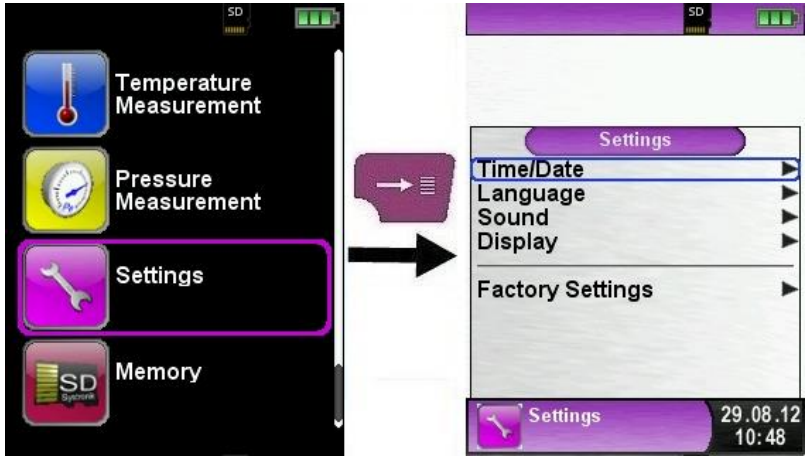 SD
Temperature
Measurement
Pressure
Measurement
Settings
SD
Systronik
Memory
SD
Settings
Time/Date
Language
Sound
Display
Factory Settings
Settings
29.08.12
10:48